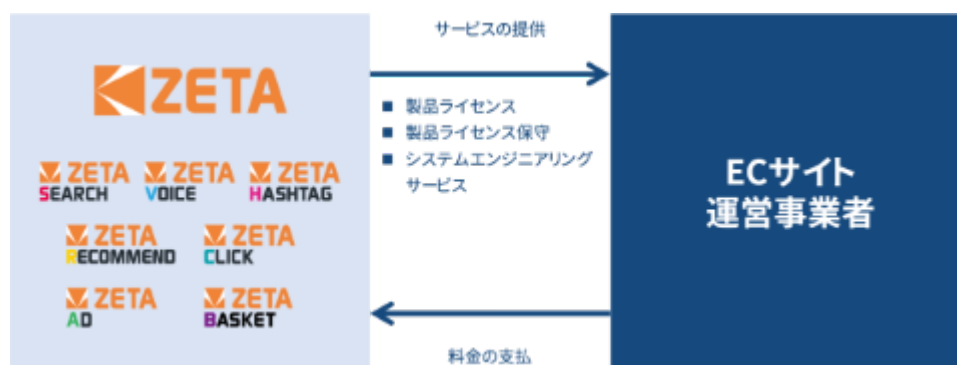 サービスの提供
ZETA
■ 製品ライセンス
■ 製品ライセンス保守
■ システムエンジニアリング
サービス
ZETA ZETA ZETA
SEARCH VOICE HASHTAG
ZETA ZETA
RECOMMEND CLICK
ZETA ZETA
AD BASKET
ECサイト
運営事業者
料金の支払